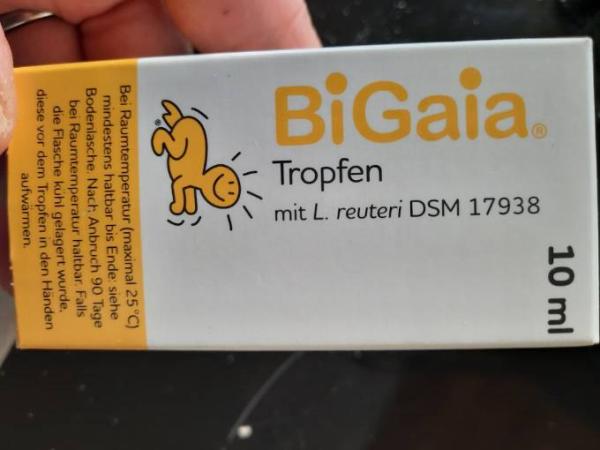 BiGaia®
Tropfen
mit L. reuteri DSM 17938
10 ml
Bei Raumtemperatur (maximal 25°C)
mindestens haltbar bis Ende: siehe
Bodenlasche. Nach Anbruch 90 Tage
bei Raumtemperatur haltbar. Falls
die Flasche kühl gelagert wurde,
diese vor dem Tropfen in den Händen
aufwärmen.
®